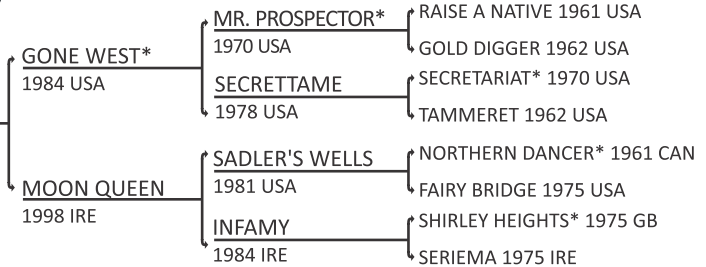 GONE WEST*
1984 USA
MOON QUEEN
1998 IRE
MR. PROSPECTOR*
1970 USA
SECRETTAME
1978 USA
SADLER'S WELLS
1981 USA
INFAMY
1984 IRE
RAISE A NATIVE 1961 USA
GOLD DIGGER 1962 USA
SECRETARIAT* 1970 USA
TAMMERET 1962 USA
NORTHERN DANCER* 1961 CAN
FAIRY BRIDGE 1975 USA
SHIRLEY HEIGHTS* 1975 GB
SERIEMA 1975 IRE